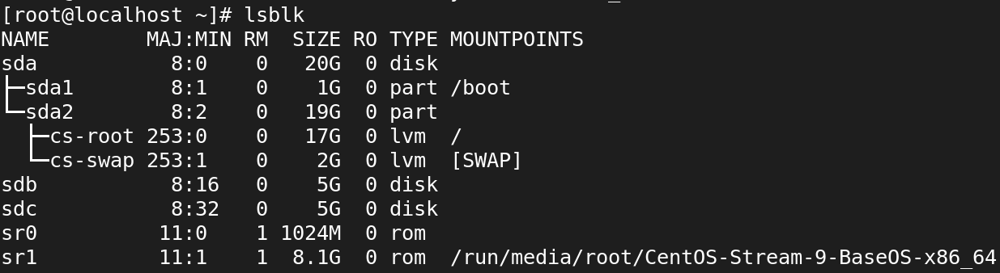 [root@localhost ~]# lsblk
NAME        MAJ:MIN RM  SIZE RO TYPE MOUNTPOINTS
sda           8:0    0   20G  0 disk
├─sda1        8:1    0    1G  0 part /boot
└─sda2        8:2    0   19G  0 part
  ├─cs-root 253:0    0   17G  0 lvm  /
  └─cs-swap 253:1    0    2G  0 lvm  [SWAP]
sdb           8:16   0    5G  0 disk
sdc           8:32   0    5G  0 disk
sr0          11:0    1 1024M  0 rom
sr1          11:1    1  8.1G  0 rom  /run/media/root/CentOS-Stream-9-BaseOS-x86_64